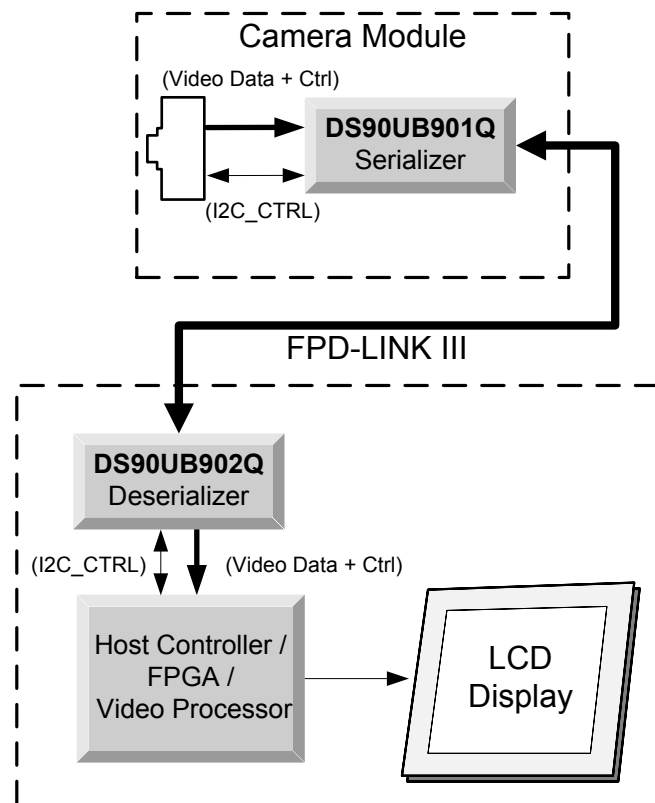 Camera Module
(Video Data + Ctrl)
DS90UB901Q
Serializer
(I2C_CTRL)
FPD-LINK III
DS90UB902Q
Deserializer
(I2C_CTRL)
(Video Data + Ctrl)
Host Controller /
FPGA /
Video Processor
LCD
Display